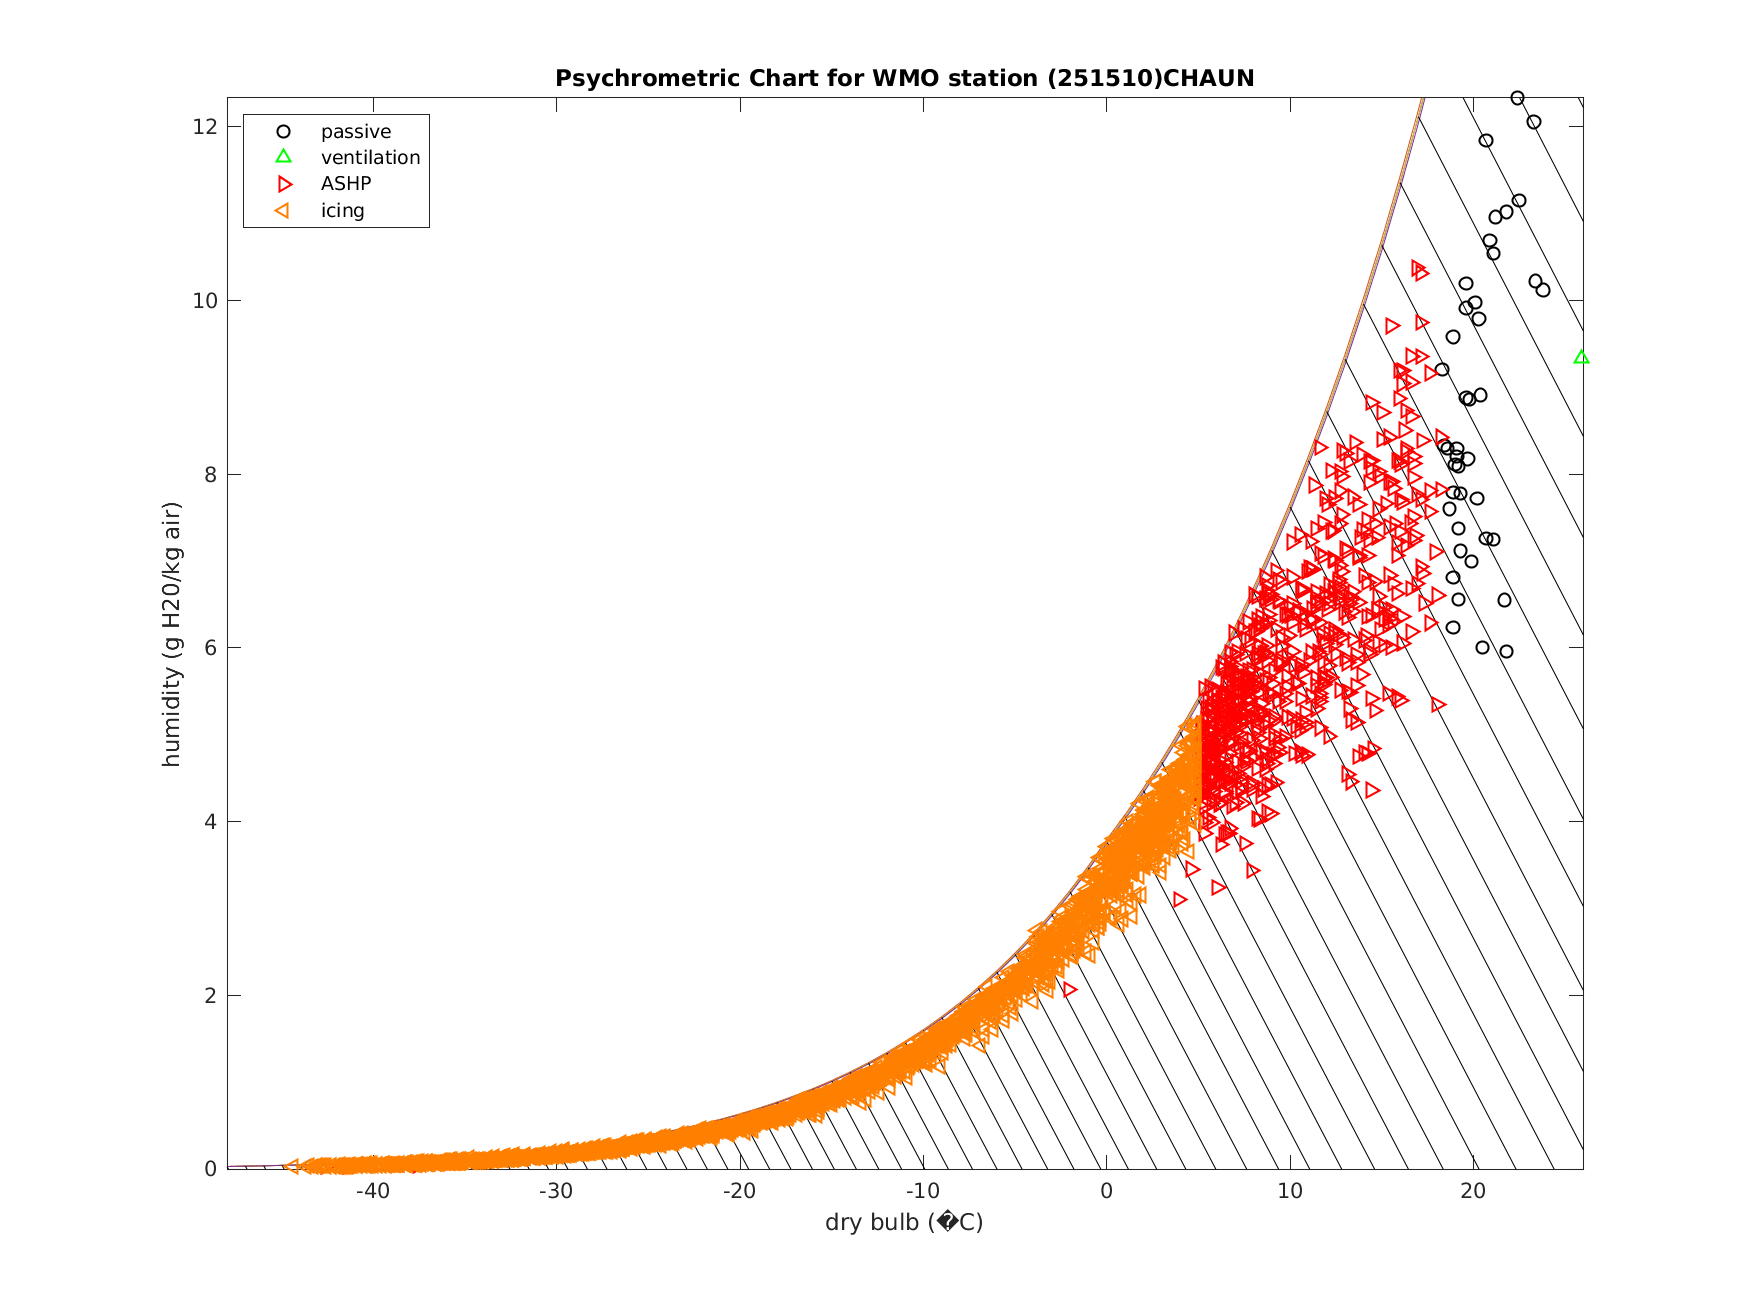 Psychrometric Chart for WMO station (251510)CHAUN
passive
ventilation
ASHP
icing
12
10
8
6
4
2
0
humidity (g H20/kg air)
-40 -30 -20 -10 0 10 20
dry bulb (�C)